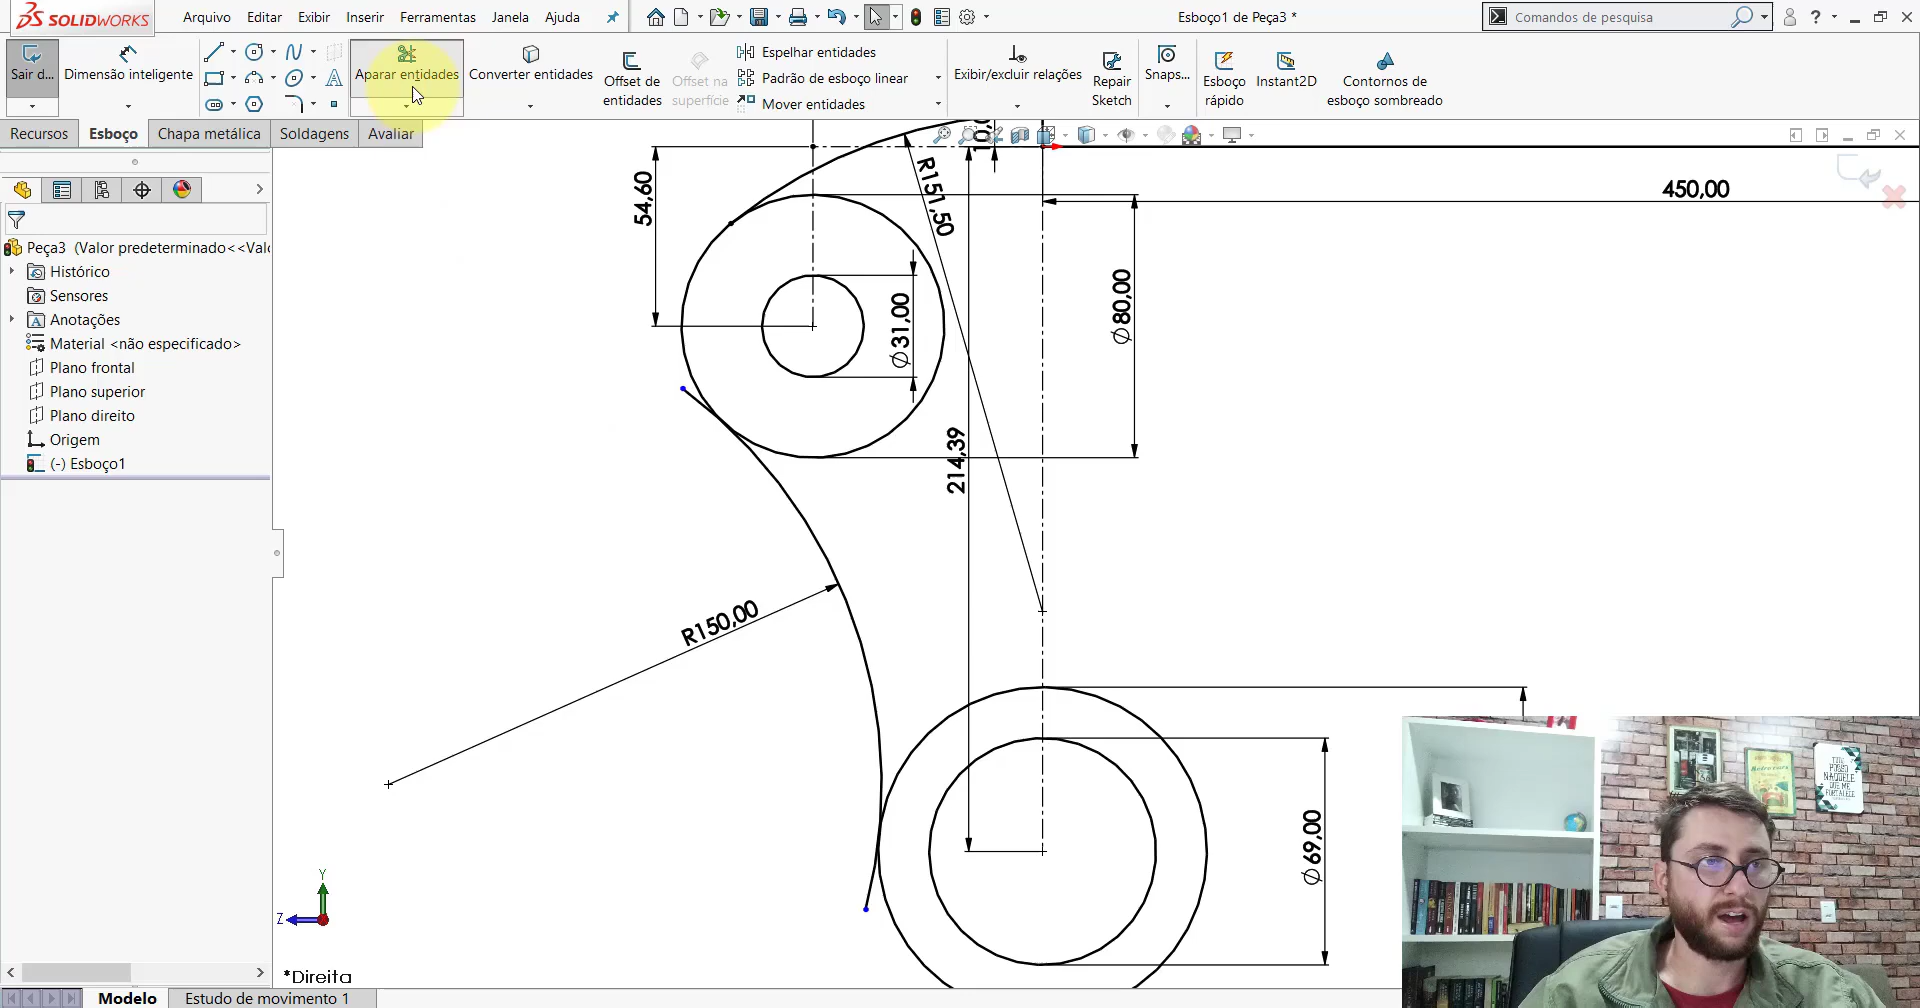 SOLIDWORKS
Arquivo Editar Exibir Inserir Ferramentas Janela Ajuda
Esboço1 de Peça3 *
Comandos de pesquisa
Sair d...
Dimensão inteligente
Aparar entidades
Converter entidades
Offset de
entidades
Offset na
superfície
Espelhar entidades
Padrão de esboço linear
Mover entidades
Exibir/excluir relações
Repair
Sketch
Snaps...
Esboço
rápido
Instant2D
Contornos de
esboço sombreado
Recursos Esboço Chapa metálica Soldagens Avaliar
Peça3 (Valor predeterminado<<Val
Histórico
Sensores
Anotações
Material <não especificado>
Plano frontal
Plano superior
Plano direito
Origem
(-) Esboço1
54,60
R151,50
450,00
Ø31,00
Ø80,00
214,39
R150,00
Ø69,00
Y
Z
*Direita
Modelo Estudo de movimento 1